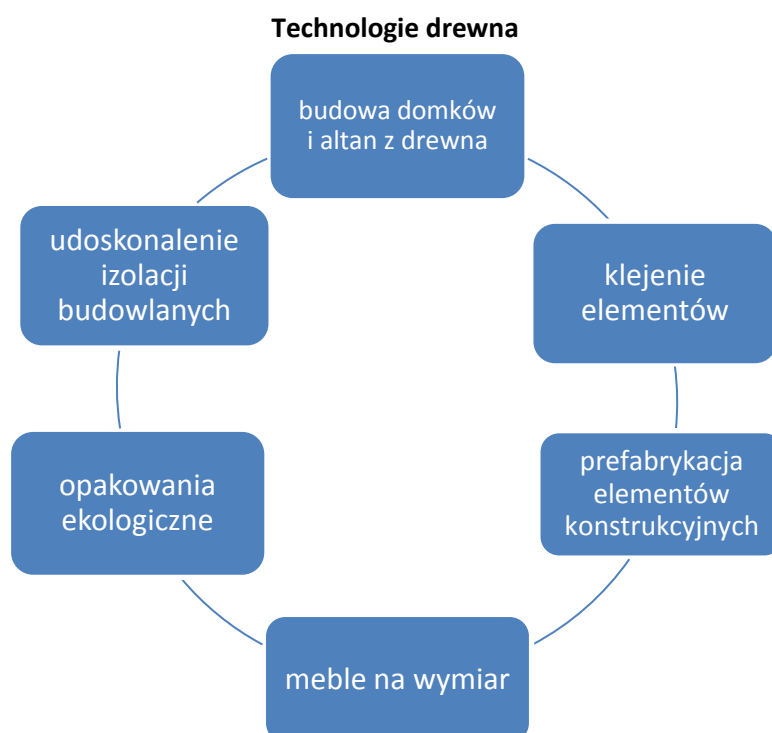 Technologie drewna
budowa domków
i altan z drewna
klejenie
elementów
prefabrykacja
elementów
konstrukcyjnych
meble na wymiar
opakowania
ekologiczne
udoskonalenie
izolacji
budowlanych